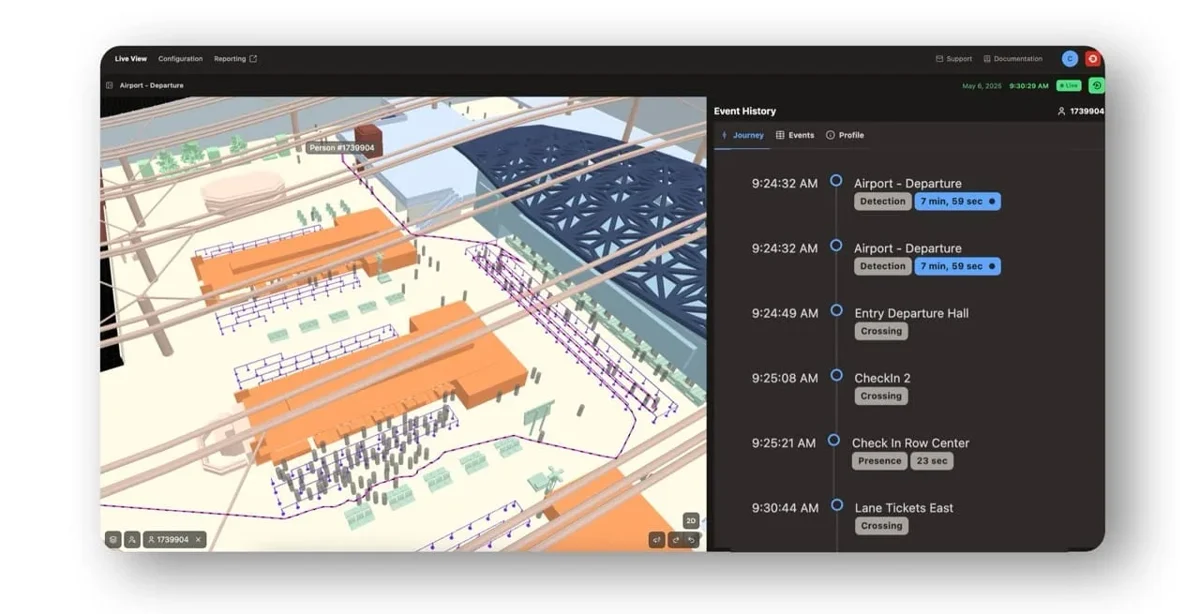 Live View Configuration Reporting Support Documentation C
Airport - Departure May 6, 2025 9:30:29 AM Live
Person #1739904
2D
1739904 ×
Event History 1739904
Journey Events Profile
9:24:32 AM Airport - Departure
Detection 7 min, 59 sec
9:24:32 AM Airport - Departure
Detection 7 min, 59 sec
9:24:49 AM Entry Departure Hall
Crossing
9:25:08 AM CheckIn 2
Crossing
9:25:21 AM Check In Row Center
Presence 23 sec
9:30:44 AM Lane Tickets East
Crossing